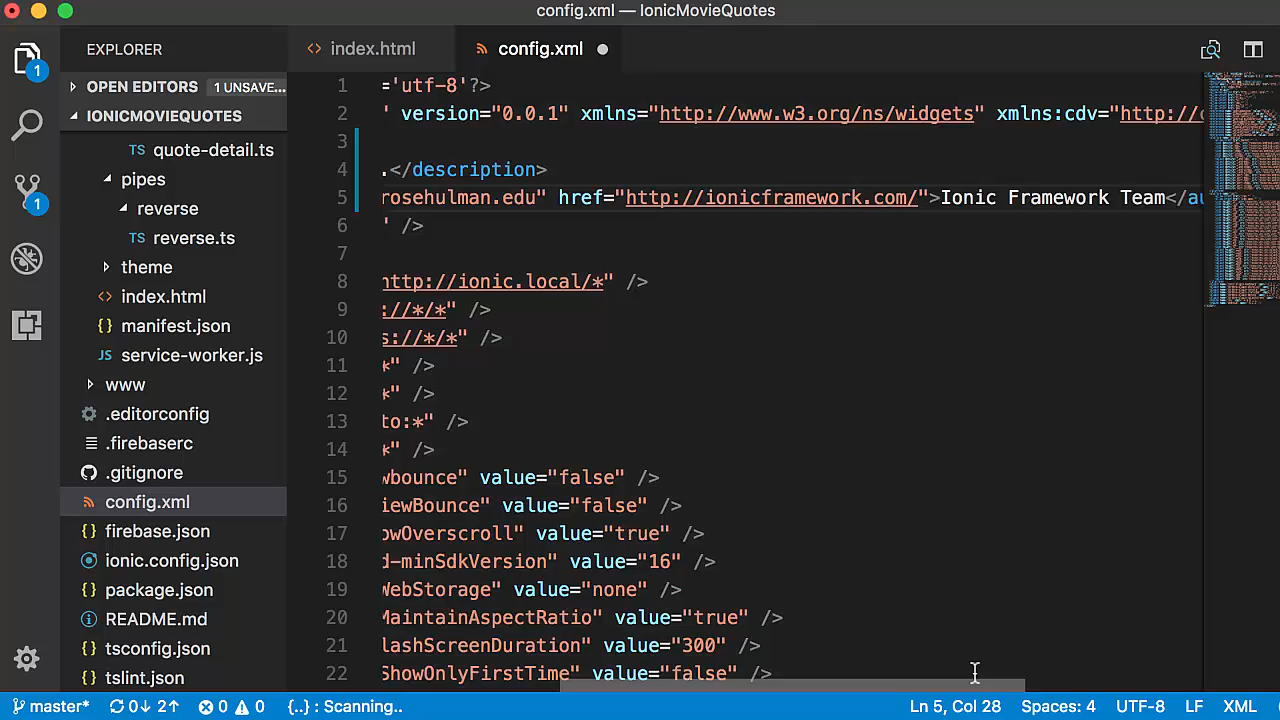 config.xml — IonicMovieQuotes
EXPLORER
index.html
config.xml
OPEN EDITORS 1 UNSAVE...
IONICMOVIEQUOTES
TS quote-detail.ts
pipes
reverse
TS reverse.ts
theme
<> index.html
{} manifest.json
JS service-worker.js
www
.editorconfig
.firebaserc
.gitignore
config.xml
{} firebase.json
ionic.config.json
{} package.json
README.md
{} tsconfig.json
{} tslint.json
1
1
1 ='utf-8'?>
2 ' version="0.0.1" xmlns="http://www.w3.org/ns/widgets" xmlns:cdv="http://
3
4 .</description>
5 rosehulman.edu" href="http://ionicframework.com/">Ionic Framework Team</au
6 ' />
7
8 http://ionic.local/*" />
9 ://*/*" />
10 s://*/*" />
11 *" />
12 *" />
13 to:*" />
14 *" />
15 wbounce" value="false" />
16 iewBounce" value="false" />
17 owOverscroll" value="true" />
18 d-minSdkVersion" value="16" />
19 WebStorage" value="none" />
20 MaintainAspectRatio" value="true" />
21 lashScreenDuration" value="300" />
22 ShowOnlyFirstTime" value="false" />
master* 0↓ 2↑ 0 0 {..} : Scanning.. Ln 5, Col 28 Spaces: 4 UTF-8 LF XML